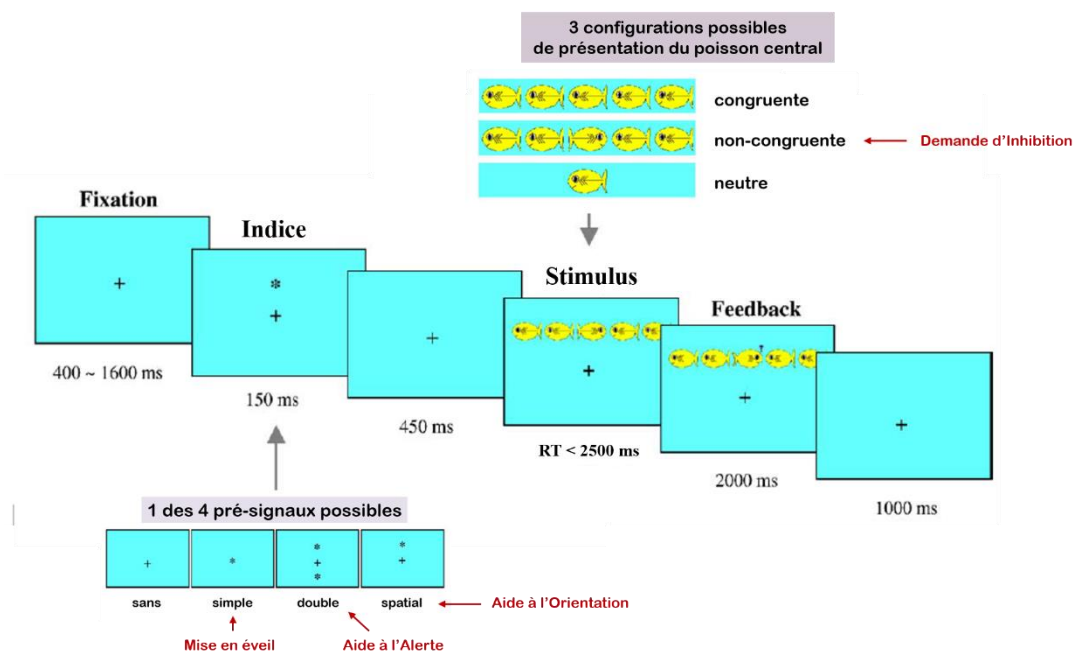 3 configurations possibles
de présentation du poisson central
congruente
non-congruente
Demande d'Inhibition
neutre
Fixation
Indice
Stimulus
Feedback
400 ~ 1600 ms
150 ms
450 ms
RT < 2500 ms
2000 ms
1000 ms
1 des 4 pré-signaux possibles
sans
simple
double
spatial
Aide à l'Orientation
Mise en éveil
Aide à l'Alerte